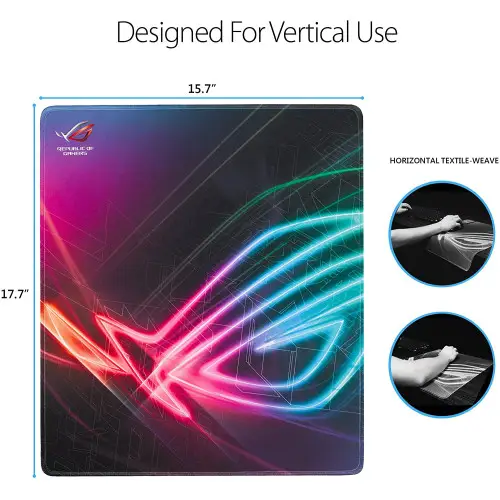 Designed For Vertical Use
15.7”
REPUBLIC OF
GAMERS
HORIZONTAL TEXTILE-WEAVE
17.7”